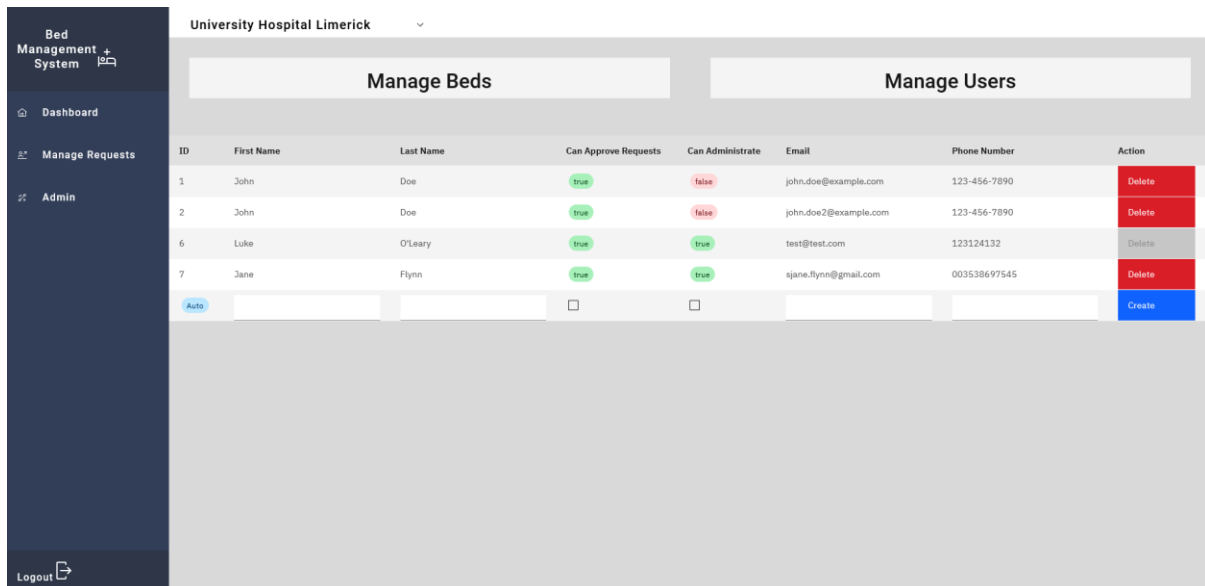 Bed
Management
System
University Hospital Limerick
Manage Beds
Manage Users
Dashboard
Manage Requests
Admin
ID First Name Last Name Can Approve Requests Can Administrate Email Phone Number Action
1 John Doe true false john.doe@example.com 123-456-7890 Delete
2 John Doe true false john.doe2@example.com 123-456-7890 Delete
6 Luke O'Leary true true test@test.com 123124132 Delete
7 Jane Flynn true true sjane.flynn@gmail.com 003538697545 Delete
Auto Create
Logout